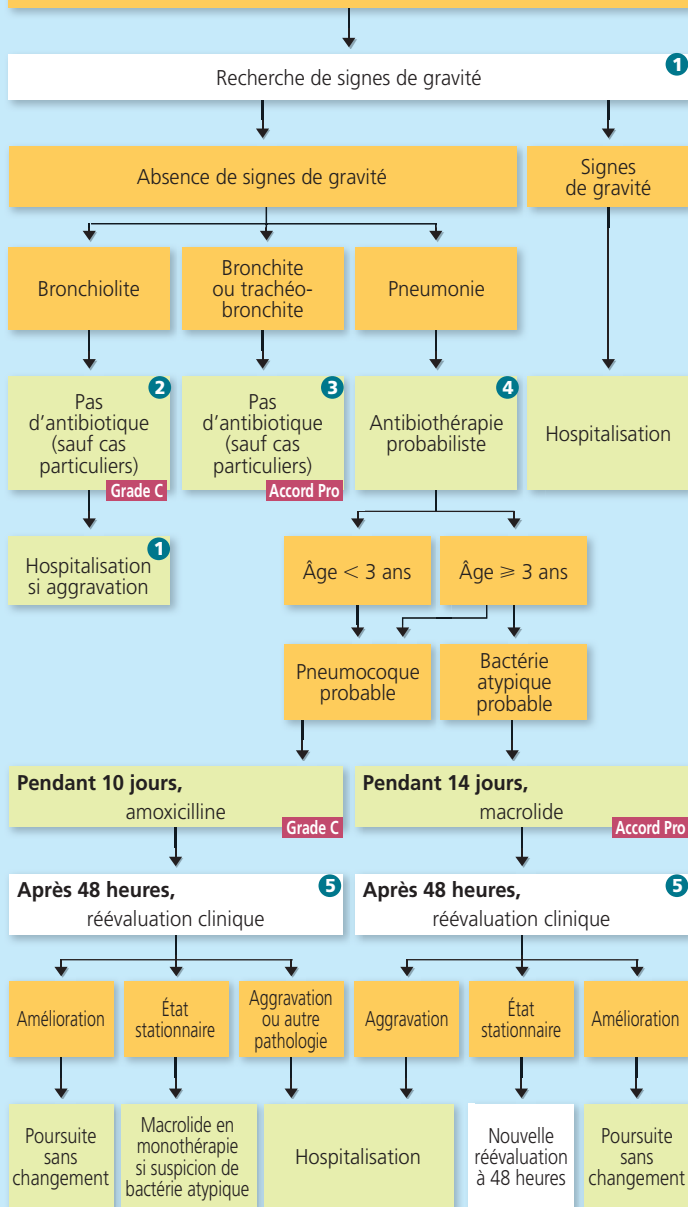 Recherche de signes de gravité
1
Absence de signes de gravité
Signes
de gravité
Bronchiolite
Bronchite
ou trachéo-
bronchite
Pneumonie
2
Pas
d'antibiotique
(sauf cas
particuliers)
Grade C
3
Pas
d'antibiotique
(sauf cas
particuliers)
Accord Pro
4
Antibiothérapie
probabiliste
Hospitalisation
1
Hospitalisation
si aggravation
Âge < 3 ans
Âge ⩾ 3 ans
Pneumocoque
probable
Bactérie
atypique
probable
Pendant 10 jours,
amoxicilline
Grade C
Pendant 14 jours,
macrolide
Accord Pro
Après 48 heures,
5
réévaluation clinique
Après 48 heures,
5
réévaluation clinique
Amélioration
État
stationnaire
Aggravation
ou autre
pathologie
Aggravation
État
stationnaire
Amélioration
Poursuite
sans
changement
Macrolide en
monothérapie
si suspicion de
bactérie atypique
Hospitalisation
Nouvelle
réévaluation
à 48 heures
Poursuite
sans
changement